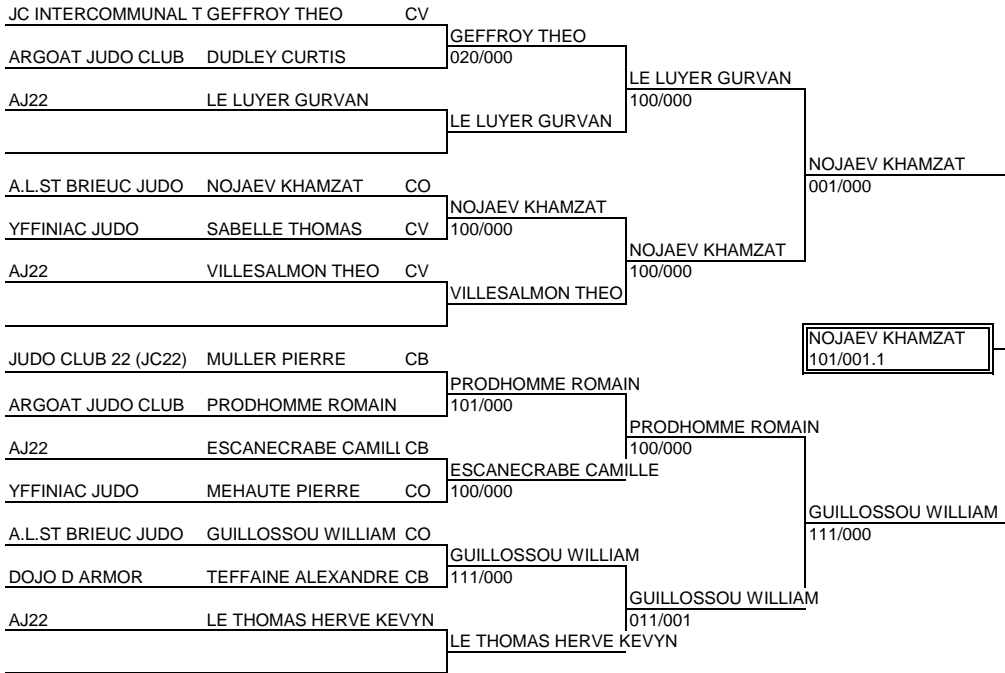 JC INTERCOMMUNAL T GEFFROY THEO CV
GEFFROY THEO
ARGOAT JUDO CLUB DUDLEY CURTIS 020/000
LE LUYER GURVAN
AJ22 LE LUYER GURVAN 100/000
LE LUYER GURVAN
NOJAEV KHAMZAT
A.L.ST BRIEUC JUDO NOJAEV KHAMZAT CO 001/000
NOJAEV KHAMZAT
YFFINIAC JUDO SABELLE THOMAS CV 100/000
NOJAEV KHAMZAT
AJ22 VILLESALMON THEO CV 100/000
VILLESALMON THEO
NOJAEV KHAMZAT
JUDO CLUB 22 (JC22) MULLER PIERRE CB 101/001.1
PRODHOMME ROMAIN
ARGOAT JUDO CLUB PRODHOMME ROMAIN 101/000
PRODHOMME ROMAIN
AJ22 ESCANECRABE CAMILL CB 100/000
ESCANECRABE CAMILLE
YFFINIAC JUDO MEHAUTE PIERRE CO 100/000
GUILLOSSOU WILLIAM
A.L.ST BRIEUC JUDO GUILLOSSOU WILLIAM CO 111/000
GUILLOSSOU WILLIAM
DOJO D ARMOR TEFFAINE ALEXANDRE CB 111/000
GUILLOSSOU WILLIAM
AJ22 LE THOMAS HERVE KEVYN 011/001
LE THOMAS HERVE KEVYN